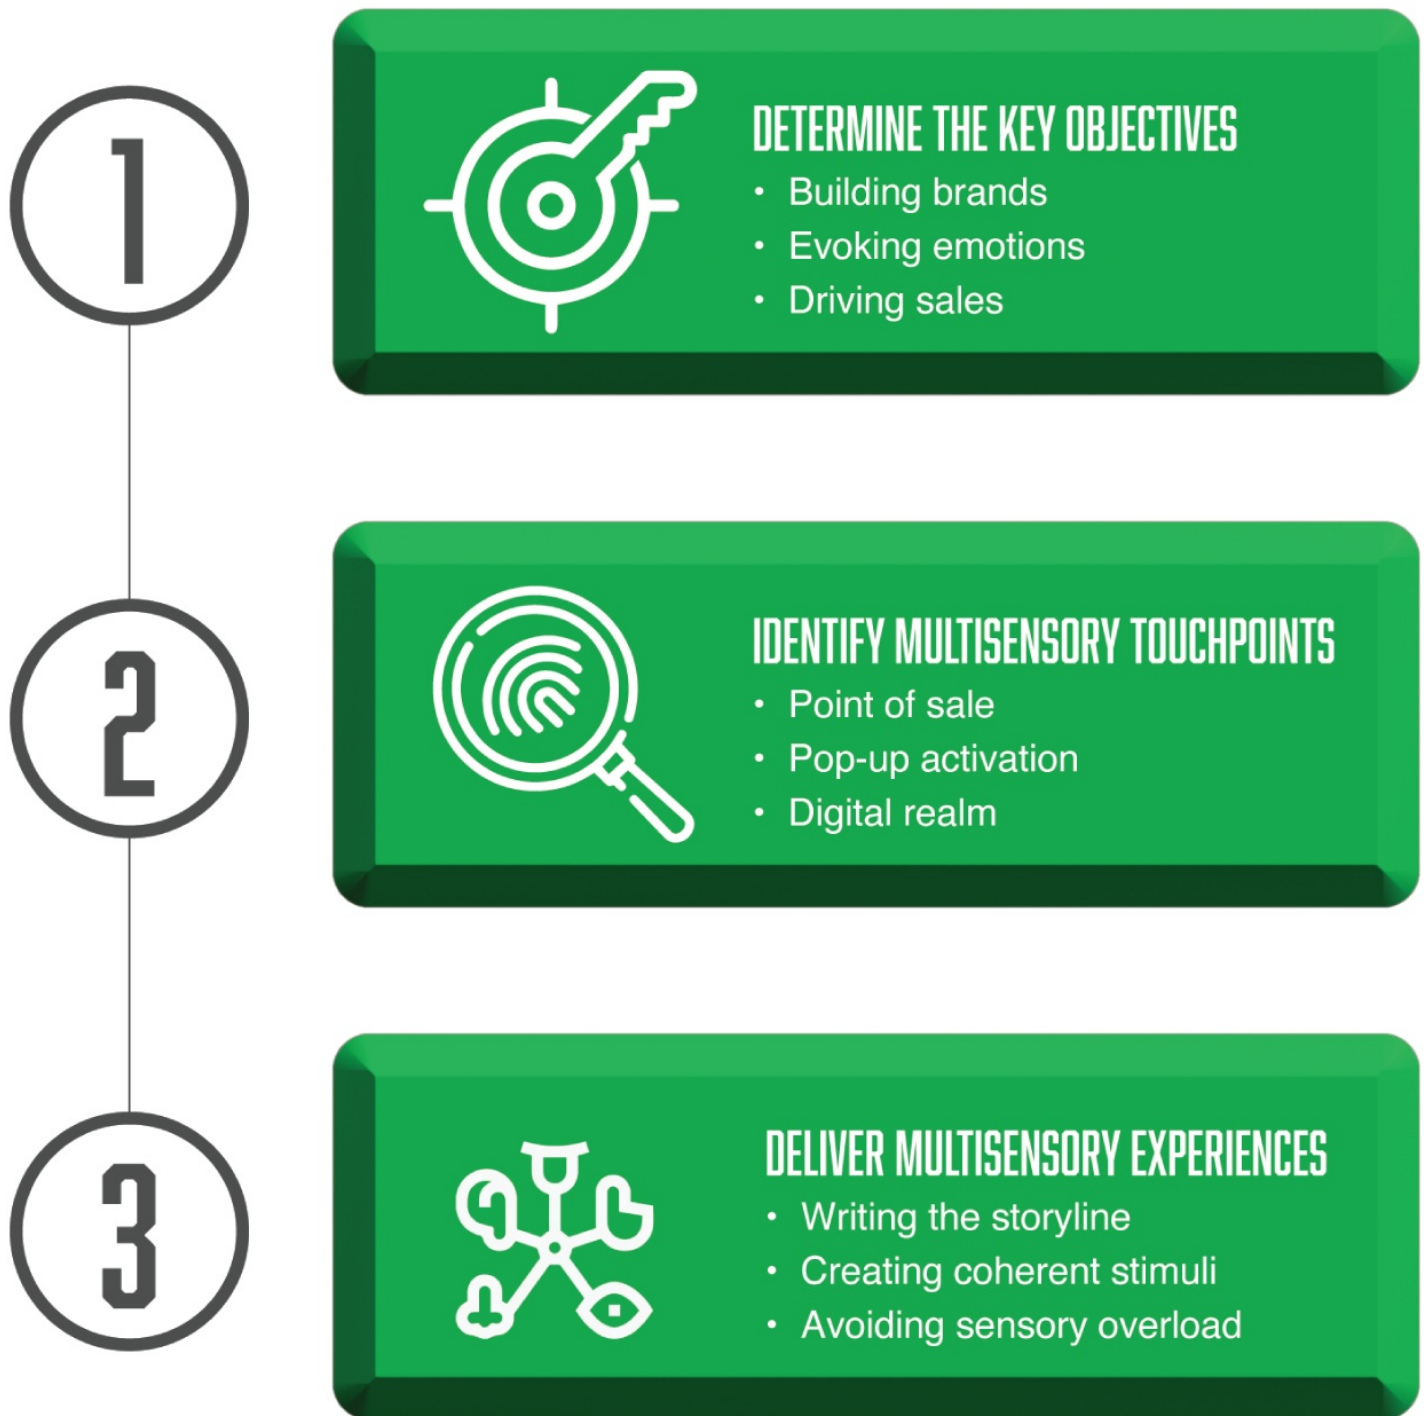 1
DETERMINE THE KEY OBJECTIVES
• Building brands
• Evoking emotions
• Driving sales
2
IDENTIFY MULTISENSORY TOUCHPOINTS
• Point of sale
• Pop-up activation
• Digital realm
3
DELIVER MULTISENSORY EXPERIENCES
• Writing the storyline
• Creating coherent stimuli
• Avoiding sensory overload